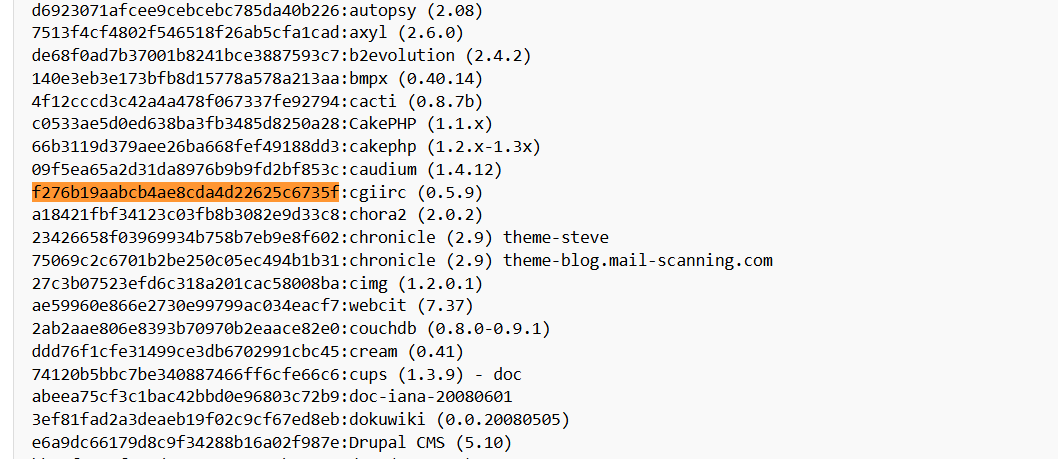 d6923071afcee9cebcebc785da40b226:autopsy (2.08)
7513f4cf4802f546518f26ab5cfa1cad:axyl (2.6.0)
de68f0ad7b37001b8241bce3887593c7:b2evolution (2.4.2)
140e3eb3e173bfb8d15778a578a213aa:bmpx (0.40.14)
4f12cccd3c42a4a478f067337fe92794:cacti (0.8.7b)
c0533ae5d0ed638ba3fb3485d8250a28:CakePHP (1.1.x)
66b3119d379aee26ba668fef49188dd3:cakephp (1.2.x-1.3x)
09f5ea65a2d31da8976b9b9fd2bf853c:caudium (1.4.12)
f276b19aabcb4ae8cda4d22625c6735f:cgiirc (0.5.9)
a18421fbf34123c03fb8b3082e9d33c8:chora2 (2.0.2)
23426658f03969934b758b7eb9e8f602:chronicle (2.9) theme-steve
75069c2c6701b2be250c05ec494b1b31:chronicle (2.9) theme-blog.mail-scanning.com
27c3b07523efd6c318a201cac58008ba:cimg (1.2.0.1)
ae59960e866e2730e99799ac034eacf7:webcit (7.37)
2ab2aae806e8393b70970b2eaace82e0:couchdb (0.8.0-0.9.1)
ddd76f1cfe31499ce3db6702991cbc45:cream (0.41)
74120b5bbc7be340887466ff6cfe66c6:cups (1.3.9) - doc
abeea75cf3c1bac42bbd0e96803c72b9:doc-iana-20080601
3ef81fad2a3deaeb19f02c9cf67ed8eb:dokuwiki (0.0.20080505)
e6a9dc66179d8c9f34288b16a02f987e:Drupal CMS (5.10)